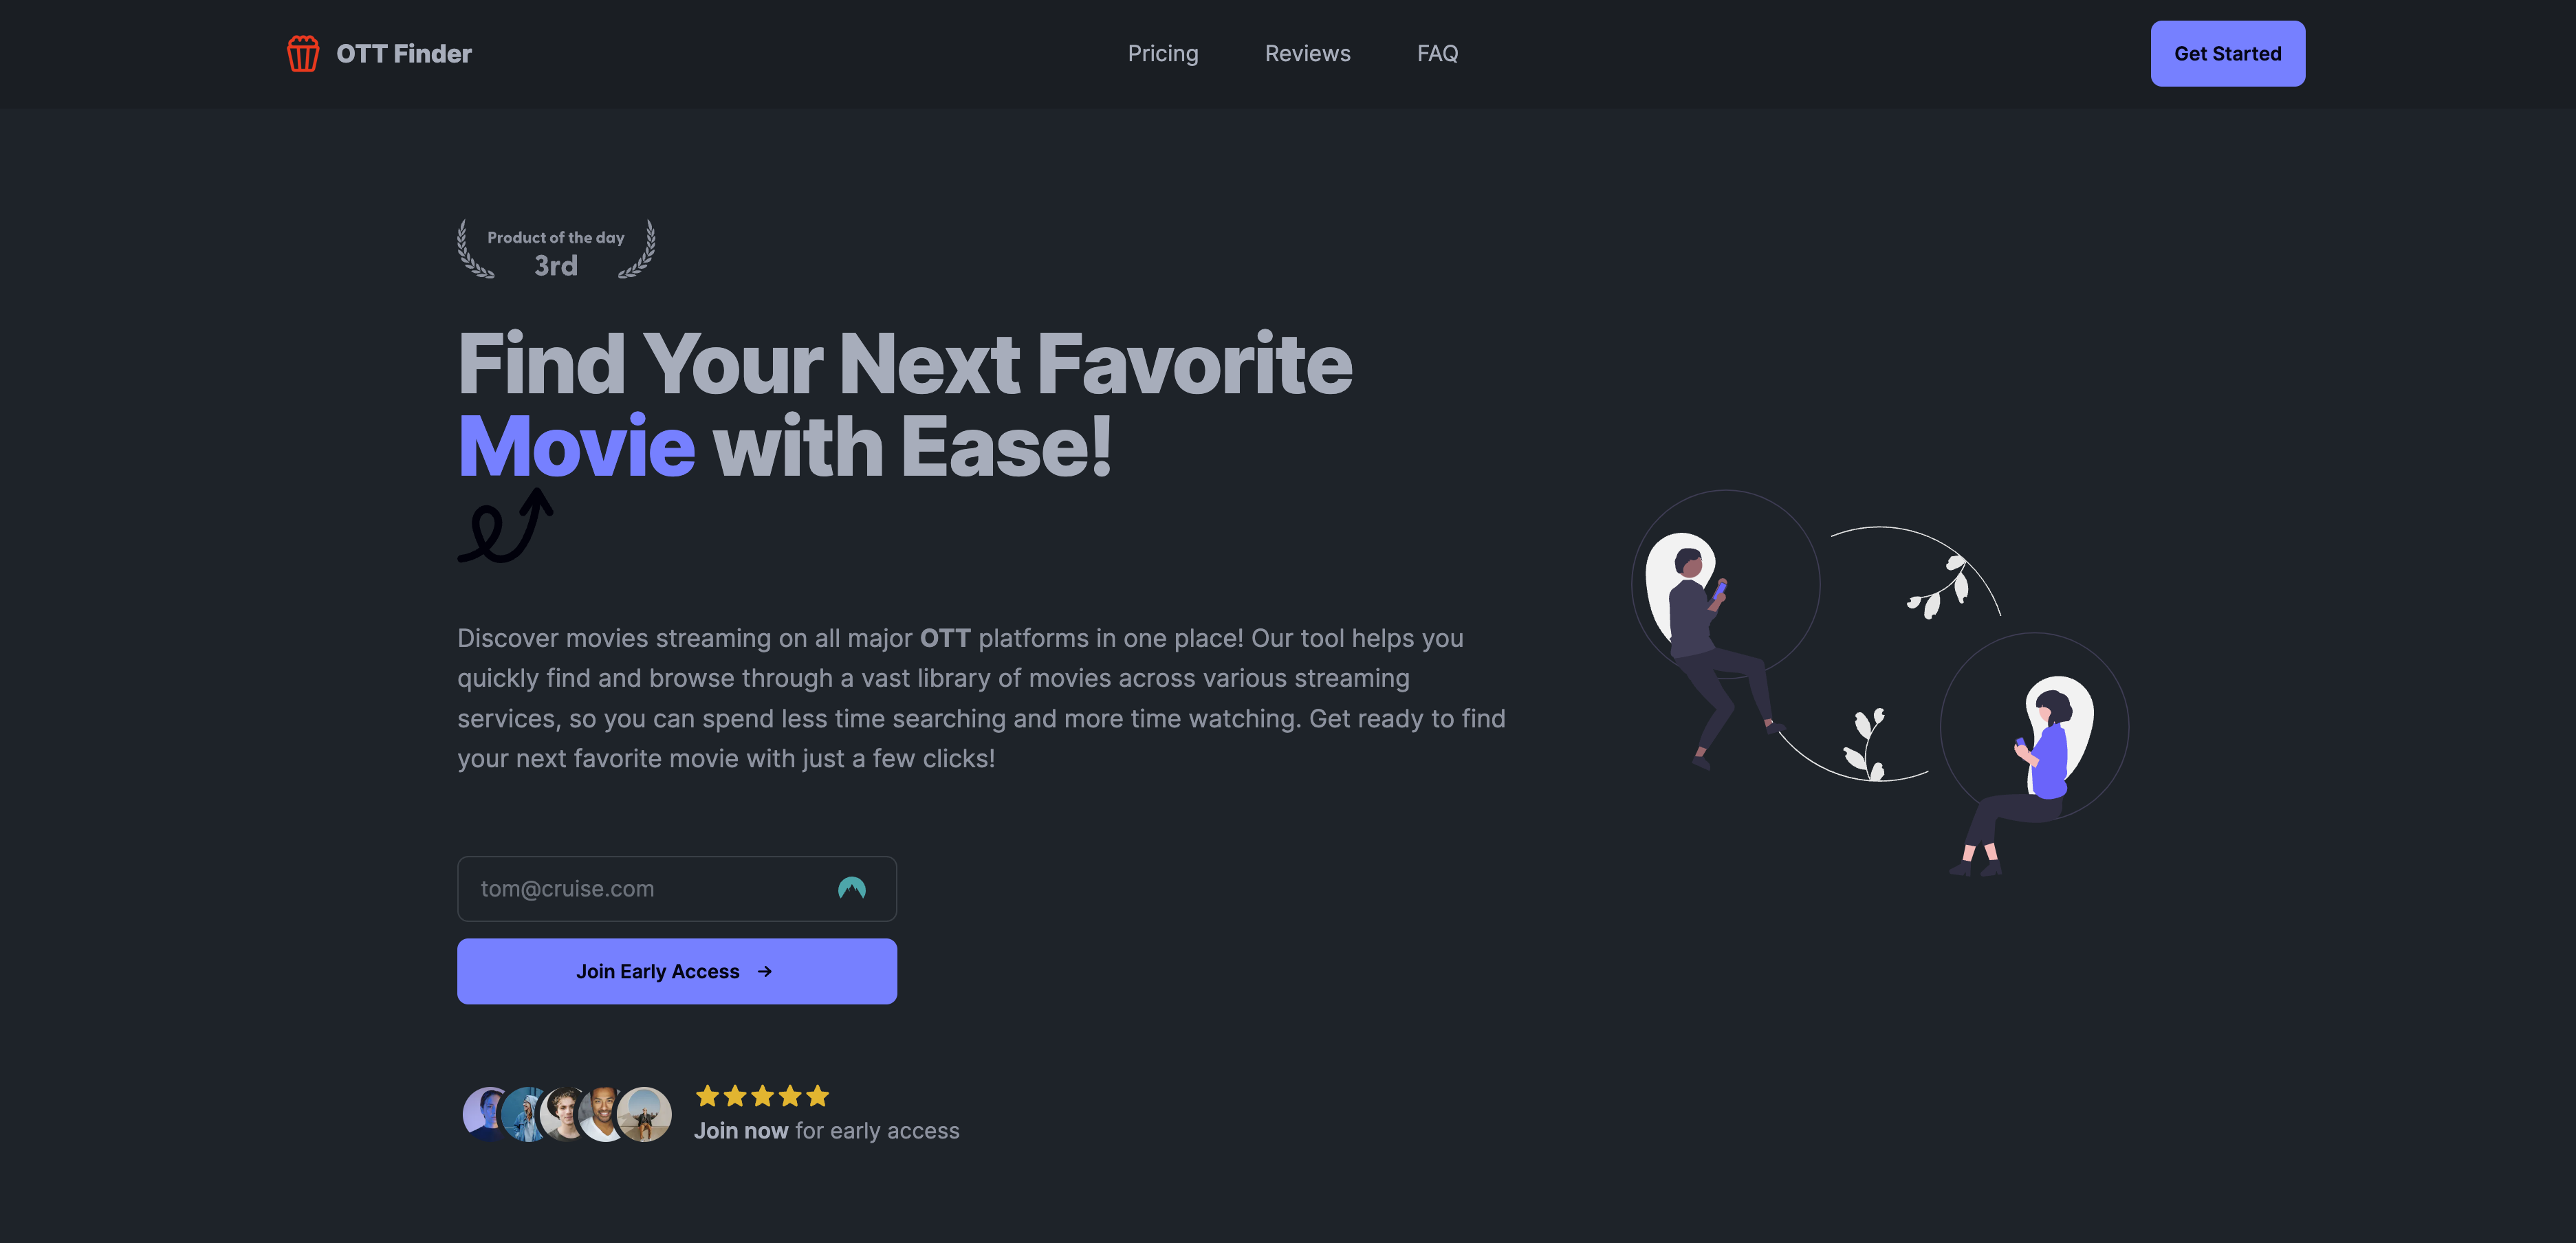 OTT Finder
Pricing
Reviews
FAQ
Get Started
Product of the day
3rd
Find Your Next Favorite
Movie with Ease!
Discover movies streaming on all major OTT platforms in one place! Our tool helps you
quickly find and browse through a vast library of movies across various streaming
services, so you can spend less time searching and more time watching. Get ready to find
your next favorite movie with just a few clicks!
tom@cruise.com
Join Early Access →
Join now for early access